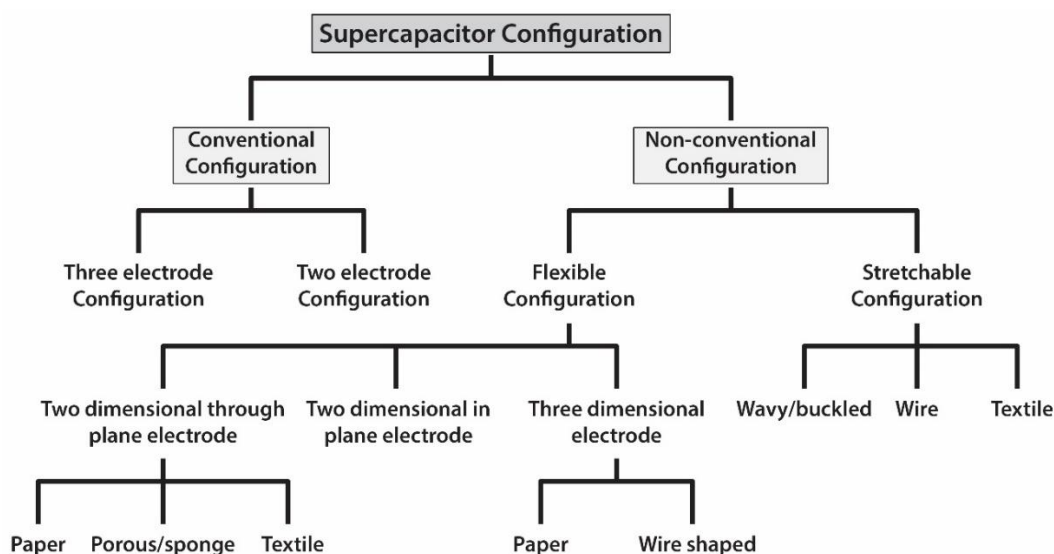 Supercapacitor Configuration
Conventional
Configuration
Non-conventional
Configuration
Three electrode
Configuration
Two electrode
Configuration
Flexible
Configuration
Stretchable
Configuration
Two dimensional through
plane electrode
Two dimensional in
plane electrode
Three dimensional
electrode
Wavy/buckled
Wire
Textile
Paper
Porous/sponge
Textile
Paper
Wire shaped